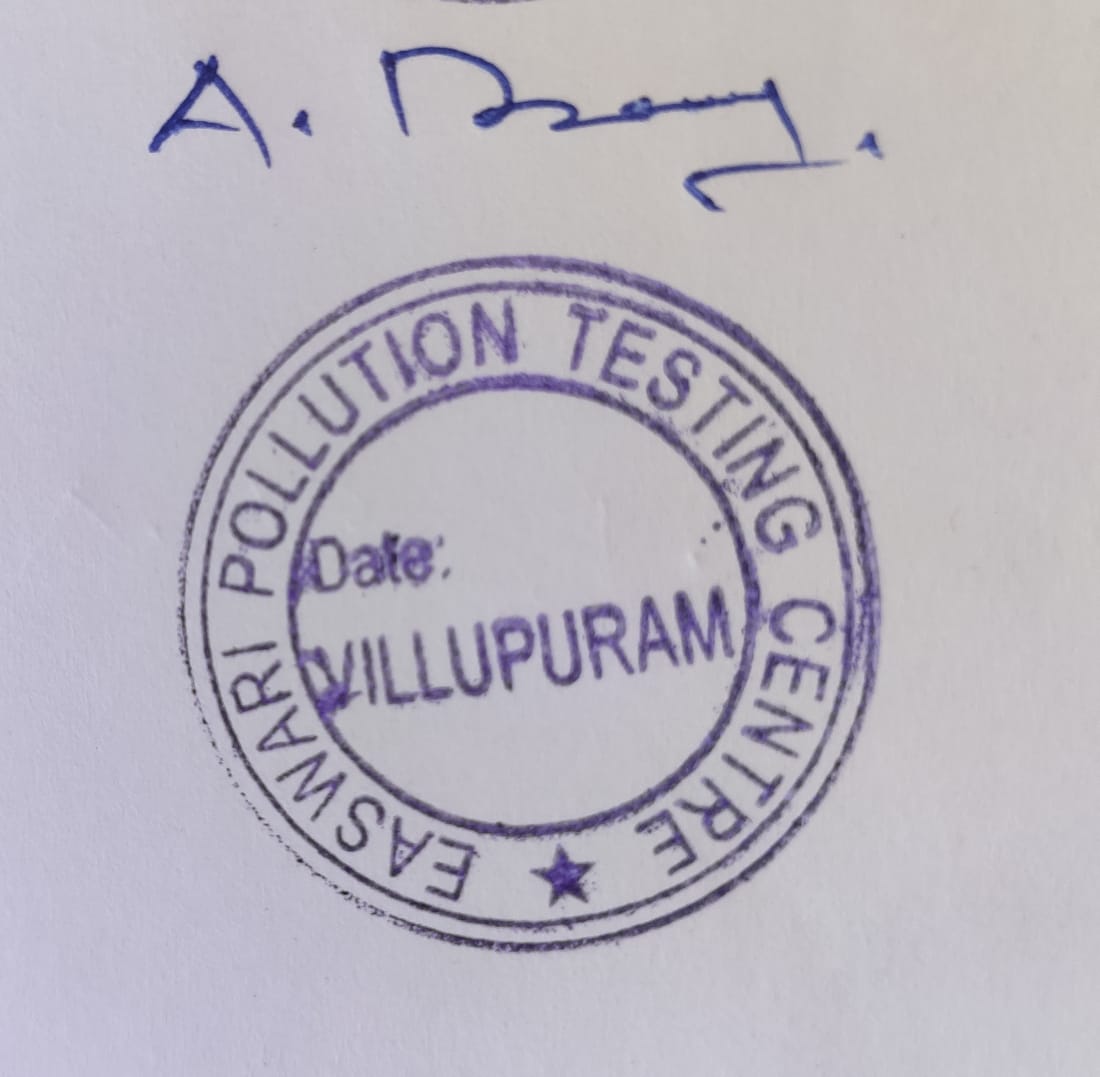 A.
EASWARI POLLUTION TESTING CENTRE
Date:
VILLUPURAM